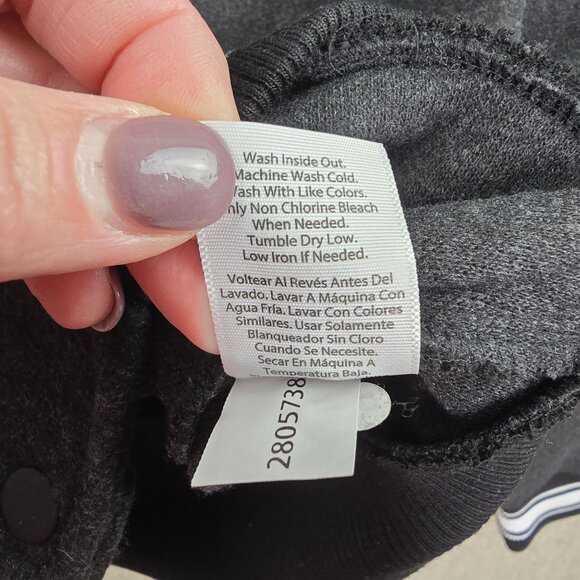 Wash Inside Out.
Machine Wash Cold.
Wash With Like Colors.
Only Non Chlorine Bleach
When Needed.
Tumble Dry Low.
Low Iron If Needed.
Voltear Al Revés Antes Del
Lavado. Lavar A Máquina Con
Agua Fría. Lavar Con Colores
Similares. Usar Solamente
Blanqueador Sin Cloro
Cuando Se Necesite.
Secar En Máquina A
Temperatura Baja.
2805738